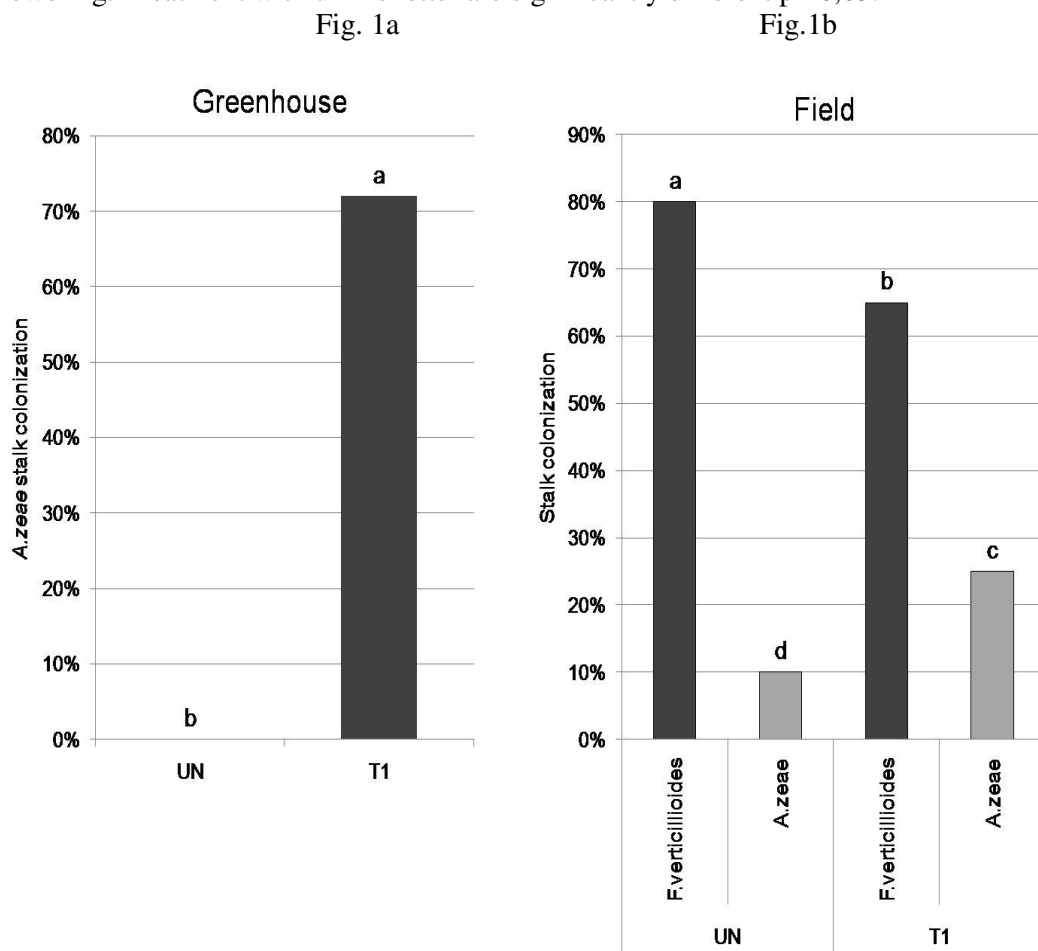 Fig. 1a
Fig.1b
Greenhouse
A.zeae stalk colonization
80%
70%
60%
50%
40%
30%
20%
10%
0%
a
b
UN
T1
Field
Stalk colonization
90%
80%
70%
60%
50%
40%
30%
20%
10%
0%
a
d
b
c
F.verticillioides
A.zeae
F.verticillioides
A.zeae
UN
T1